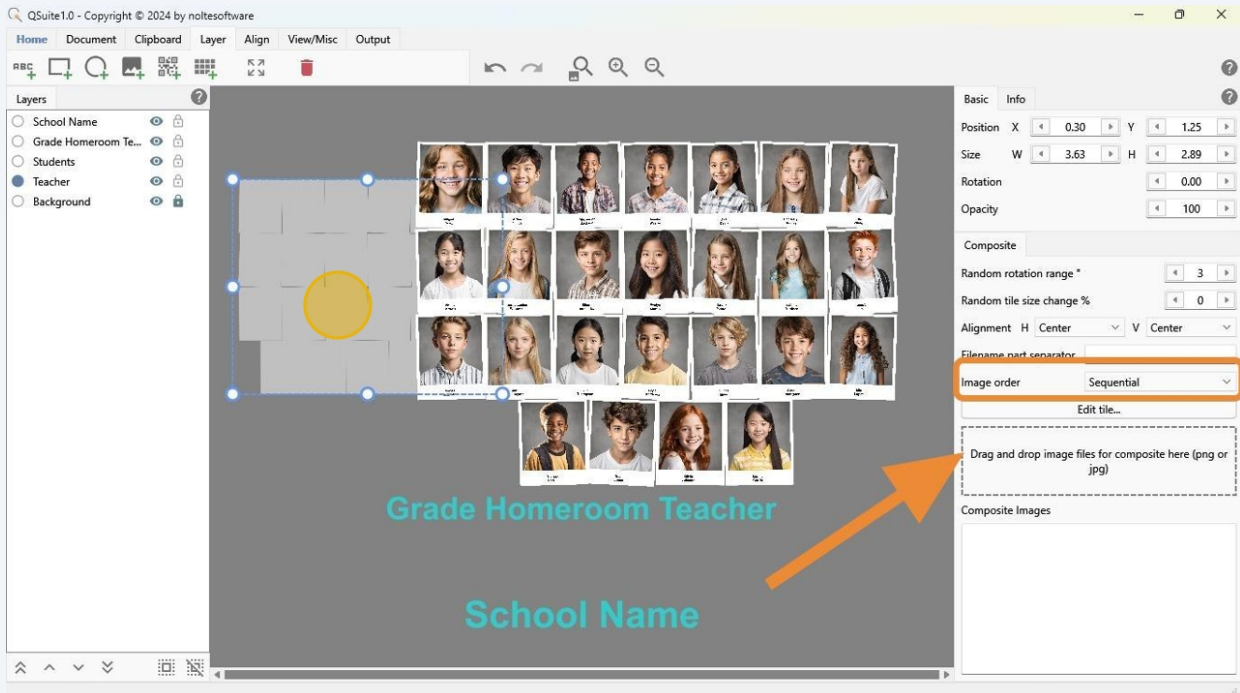 QSuite1.0 - Copyright © 2024 by noltesoftware
Home Document Clipboard Layer Align View/Misc Output
ABC
Layers
School Name
Grade Homeroom Te...
Students
Teacher
Background
Grade Homeroom Teacher
School Name
Basic Info
Position X 0.30 Y 1.25
Size W 3.63 H 2.89
Rotation 0.00
Opacity 100
Composite
Random rotation range ° 3
Random tile size change % 0
Alignment H Center V Center
Filename part separator
Image order Sequential
Edit tile...
Drag and drop image files for composite here (png or
jpg)
Composite Images